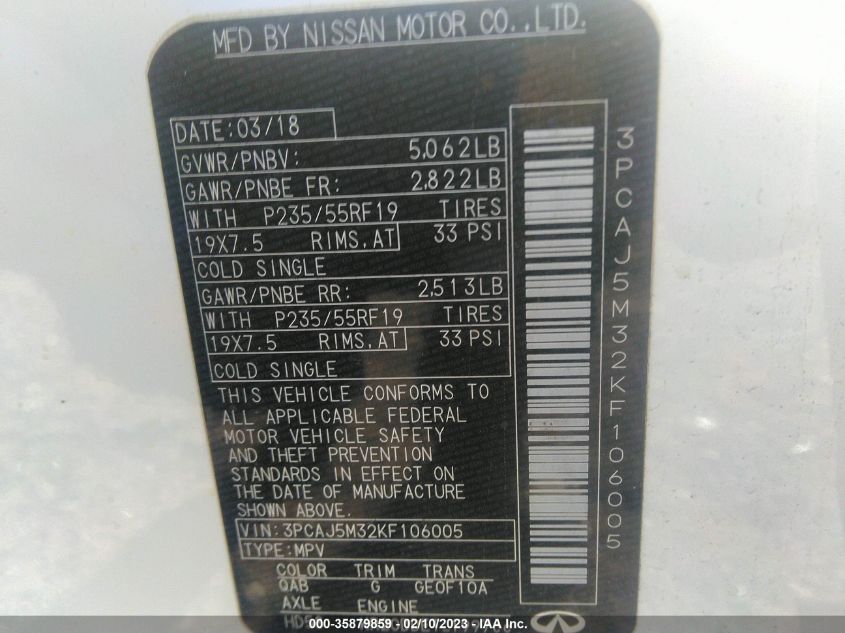 MFD BY NISSAN MOTOR CO.,LTD.
DATE:03/18
GVWR/PNBV: 5,062LB
GAWR/PNBE FR: 2,822LB
WITH P235/55RF19 TIRES
19X7.5 RIMS,AT 33 PSI
COLD SINGLE
GAWR/PNBE RR: 2,513LB
WITH P235/55RF19 TIRES
19X7.5 RIMS,AT 33 PSI
COLD SINGLE
THIS VEHICLE CONFORMS TO
ALL APPLICABLE FEDERAL
MOTOR VEHICLE SAFETY
AND THEFT PREVENTION
STANDARDS IN EFFECT ON
THE DATE OF MANUFACTURE
SHOWN ABOVE.
VIN:3PCAJ5M32KF106005
TYPE:MPV
COLOR TRIM TRANS
QAB G GE0F10A
AXLE ENGINE
3PCAJ5M32KF106005
000-35879859 - 02/10/2023 - IAA Inc.